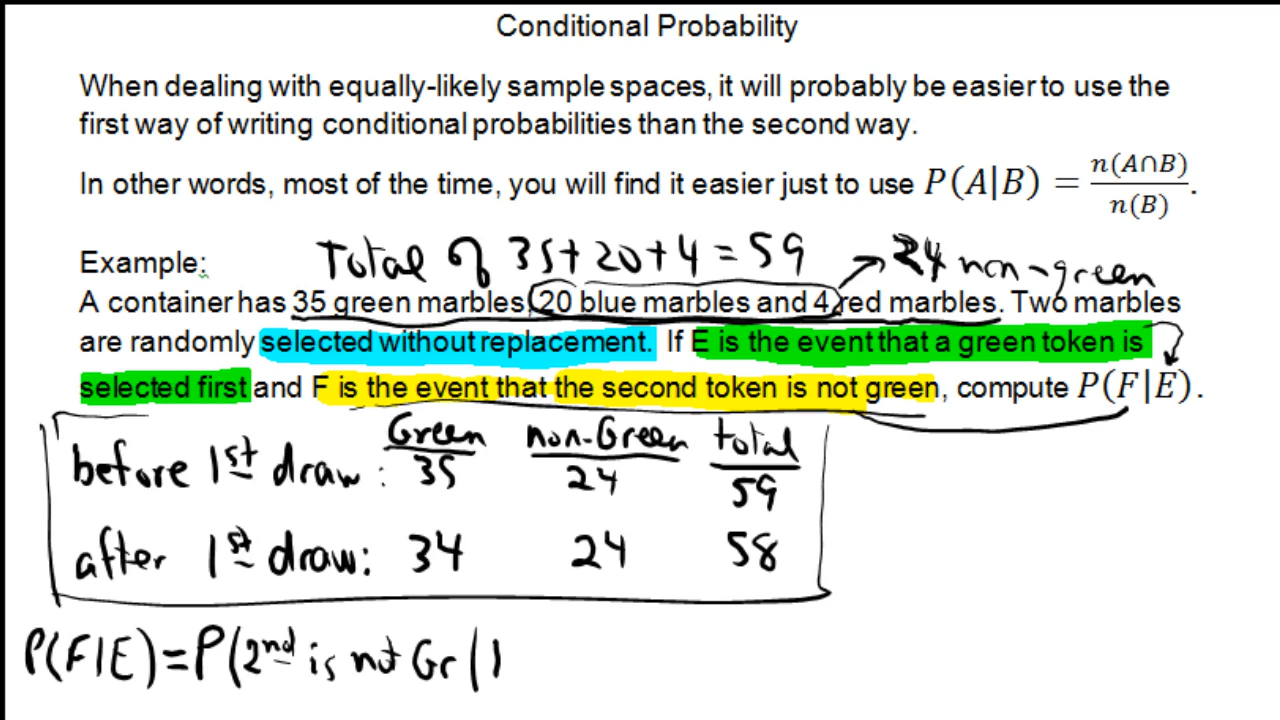 Conditional Probability
When dealing with equally-likely sample spaces, it will probably be easier to use the
first way of writing conditional probabilities than the second way.
In other words, most of the time, you will find it easier just to use P(A|B) = n(A∩B)/n(B).
Total of 35+20+4=59 → 24 non-green
Example:
A container has 35 green marbles, 20 blue marbles and 4 red marbles. Two marbles
are randomly selected without replacement. If E is the event that a green token is
selected first and F is the event that the second token is not green, compute P(F|E).
Green non-Green total
before 1st draw: 35 24 59
after 1st draw: 34 24 58
P(F|E)=P(2nd is not Gr|1